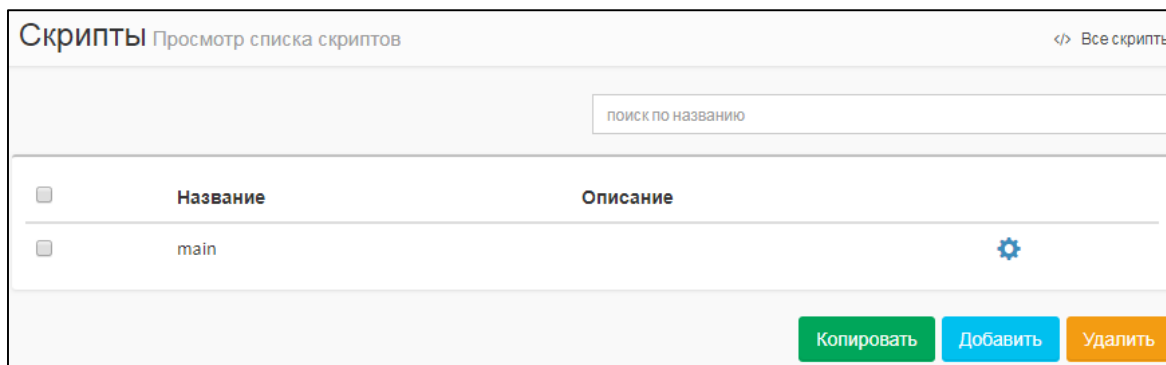 Скрипты Просмотр списка скриптов </> Все скрипты
поиск по названию
Название Описание
main
Копировать Добавить Удалить